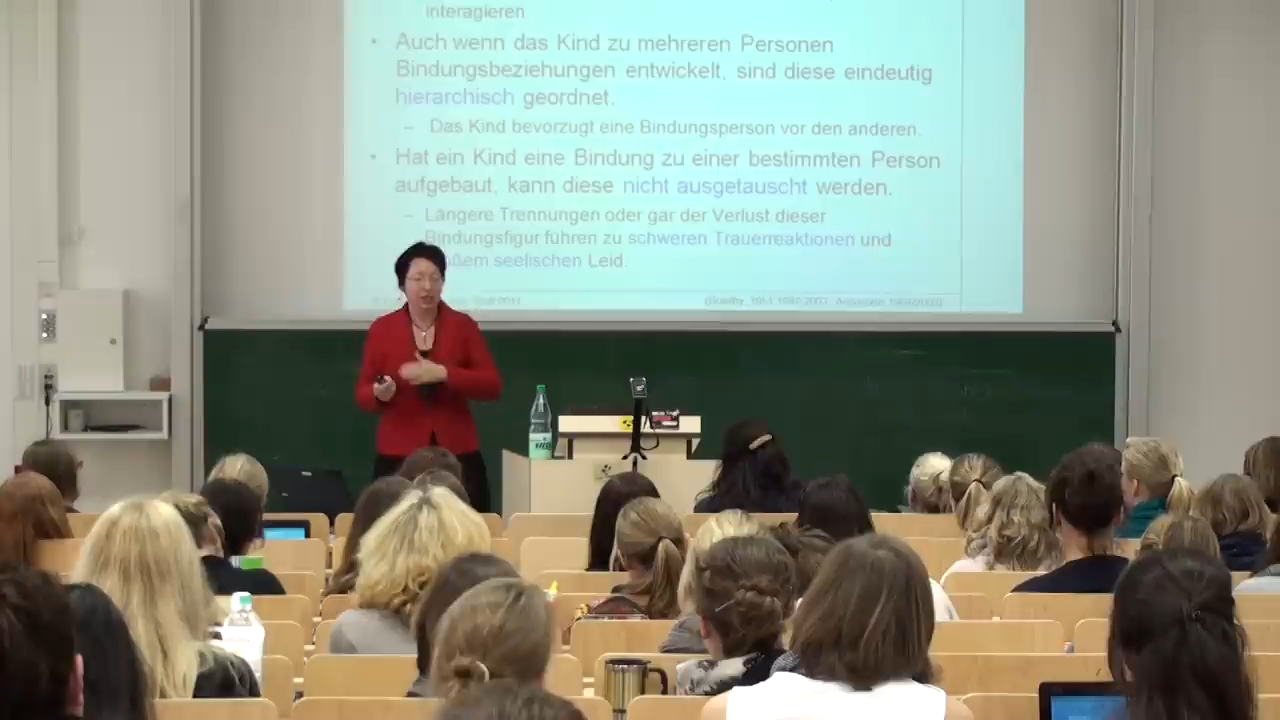 interagieren
• Auch wenn das Kind zu mehreren Personen
Bindungsbeziehungen entwickelt, sind diese eindeutig
hierarchisch geordnet.
– Das Kind bevorzugt eine Bindungsperson vor den anderen.
• Hat ein Kind eine Bindung zu einer bestimmten Person
aufgebaut, kann diese nicht ausgetauscht werden.
– Längere Trennungen oder gar der Verlust dieser
Bindungsfigur führen zu schweren Trauerreaktionen und
seelischen Leid.